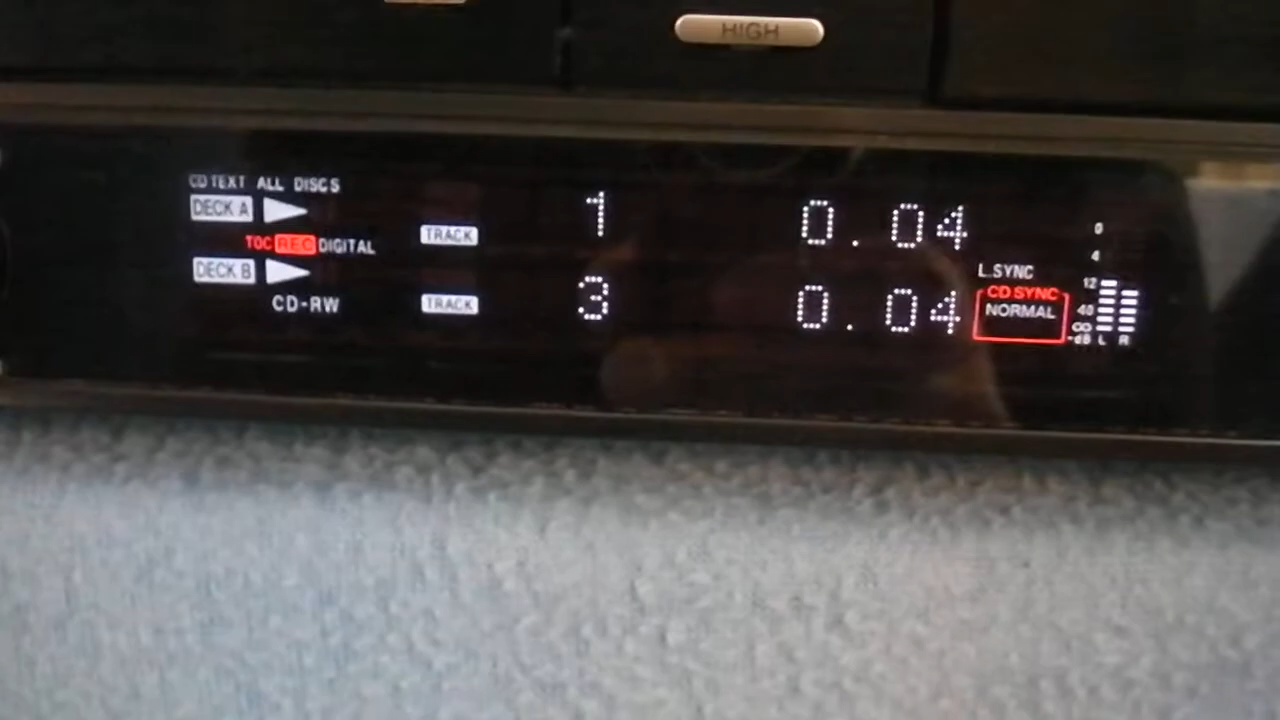 HIGH
CD TEXT ALL DISCS
DECK A
TRACK 1 0.04
TOC REC DIGITAL
DECK B
CD-RW TRACK 3 0.04
L.SYNC
CD SYNC
NORMAL
0
4
12
40
∞
-dB L R